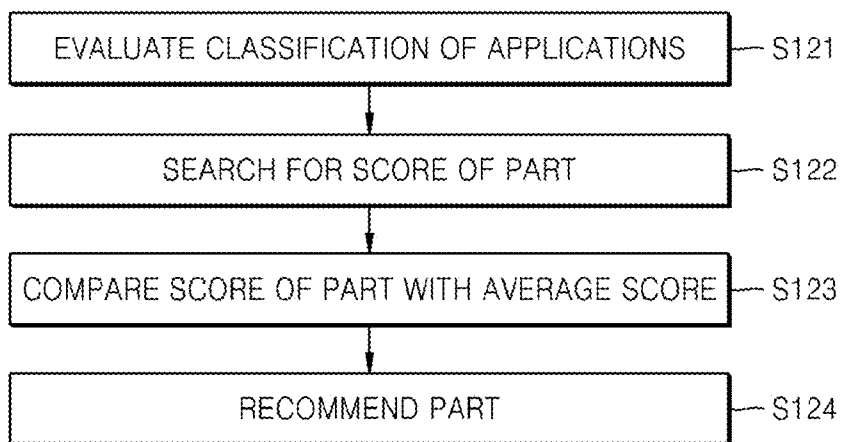 EVALUATE CLASSIFICATION OF APPLICATIONS S121
SEARCH FOR SCORE OF PART S122
COMPARE SCORE OF PART WITH AVERAGE SCORE S123
RECOMMEND PART S124